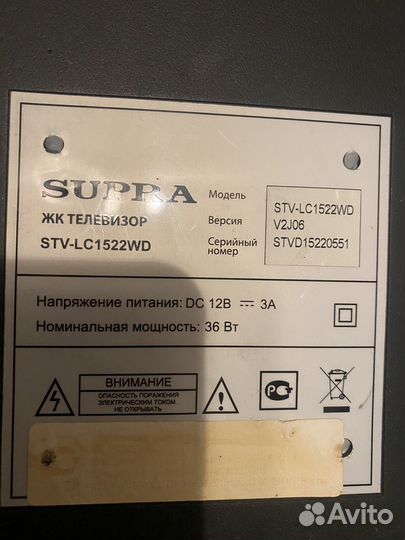 SUPRA
ЖК ТЕЛЕВИЗОР
STV-LC1522WD
Модель
Версия
Серийный
номер
STV-LC1522WD
V2J06
STVD15220551
Напряжение питания: DC 12В 3А
Номинальная мощность: 36 Вт
ВНИМАНИЕ
ОПАСНОСТЬ ПОРАЖЕНИЯ
ЭЛЕКТРИЧЕСКИМ ТОКОМ.
НЕ ОТКРЫВАТЬ
Avito